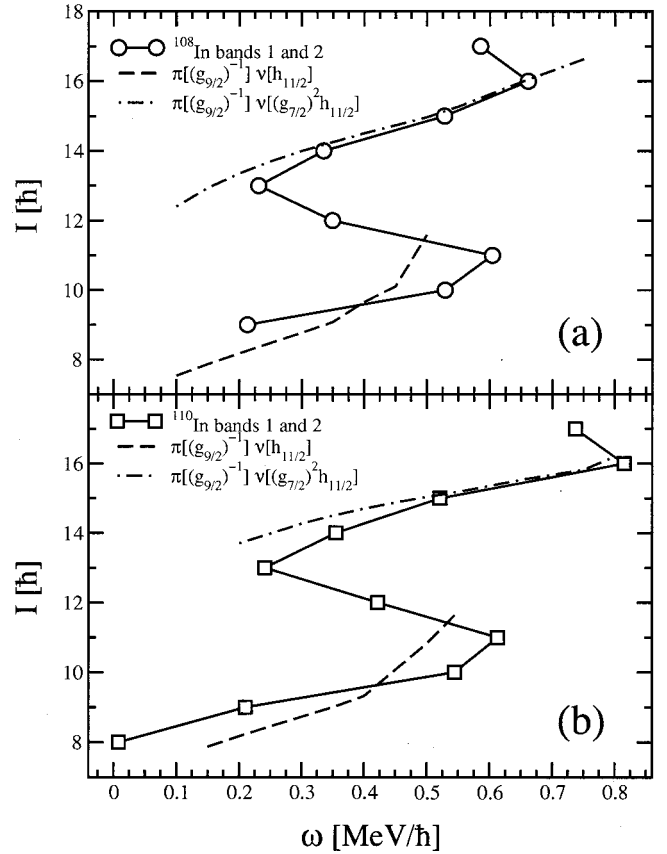 18
16
14
12
10
8
I [ħ]
¹⁰⁸In bands 1 and 2
π[(g₉/₂)⁻¹] ν[h₁₁/₂]
π[(g₉/₂)⁻¹] ν[(g₇/₂)²h₁₁/₂]
(a)
16
14
12
10
8
I [ħ]
¹¹⁰In bands 1 and 2
π[(g₉/₂)⁻¹] ν[h₁₁/₂]
π[(g₉/₂)⁻¹] ν[(g₇/₂)²h₁₁/₂]
(b)
0 0.1 0.2 0.3 0.4 0.5 0.6 0.7 0.8
ω [MeV/ħ]